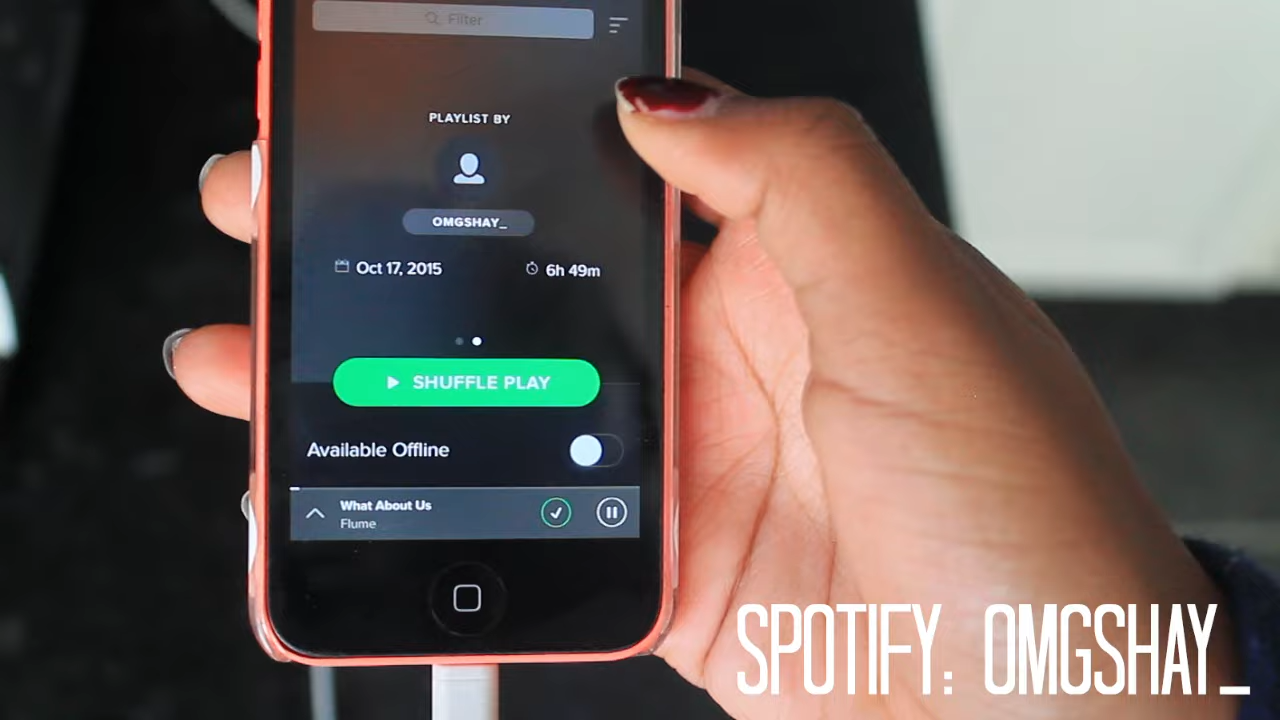 Filter
PLAYLIST BY
OMGSHAY_
Oct 17, 2015
6h 49m
SHUFFLE PLAY
Available Offline
What About Us
Flume
SPOTIFY: OMGSHAY_